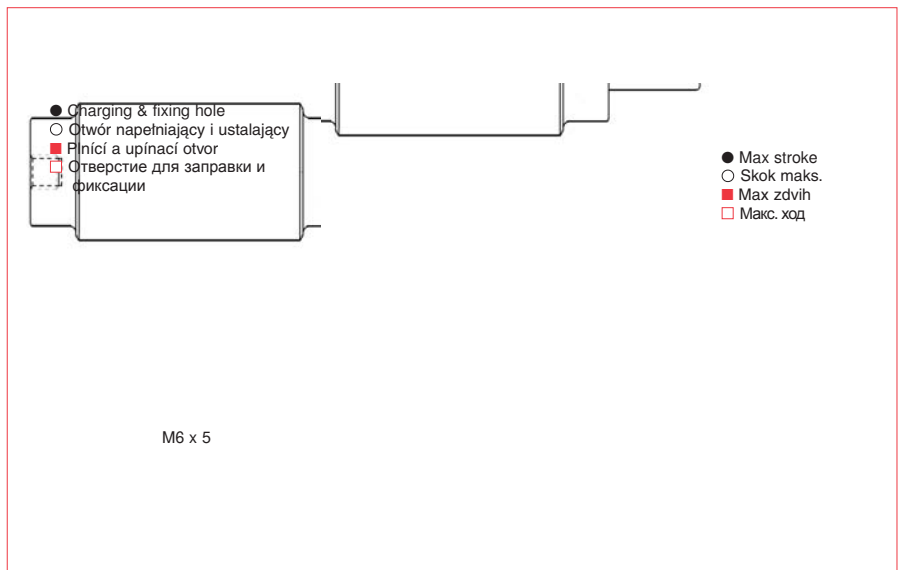 Charging & fixing hole
Otwór napełniający i ustalający
Plnící a upínací otvor
Отверстие для заправки и
фиксации
Max stroke
Skok maks.
Max zdvih
Макс. ход
M6 x 5